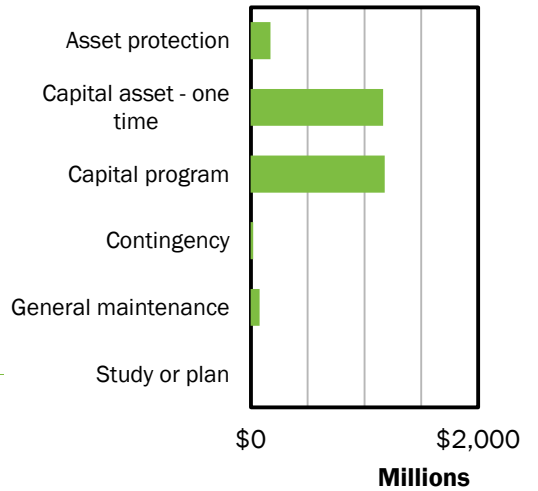 Asset protection
Capital asset - one
time
Capital program
Contingency
General maintenance
Study or plan
$0 $2,000
Millions